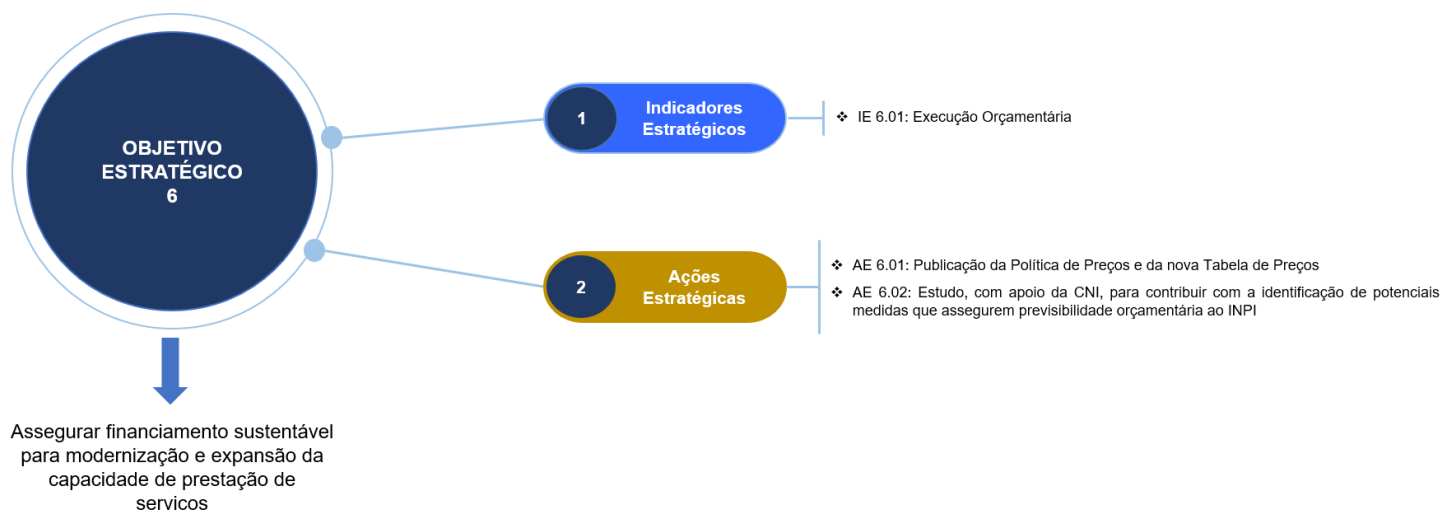 OBJETIVO
ESTRATÉGICO
6
Assegurar financiamento sustentável
para modernização e expansão da
capacidade de prestação de
servicos
1
Indicadores
Estratégicos
❖ IE 6.01: Execução Orçamentária
2
Ações
Estratégicas
❖ AE 6.01: Publicação da Política de Preços e da nova Tabela de Preços
❖ AE 6.02: Estudo, com apoio da CNI, para contribuir com a identificação de potenciais
medidas que assegurem previsibilidade orçamentária ao INPI